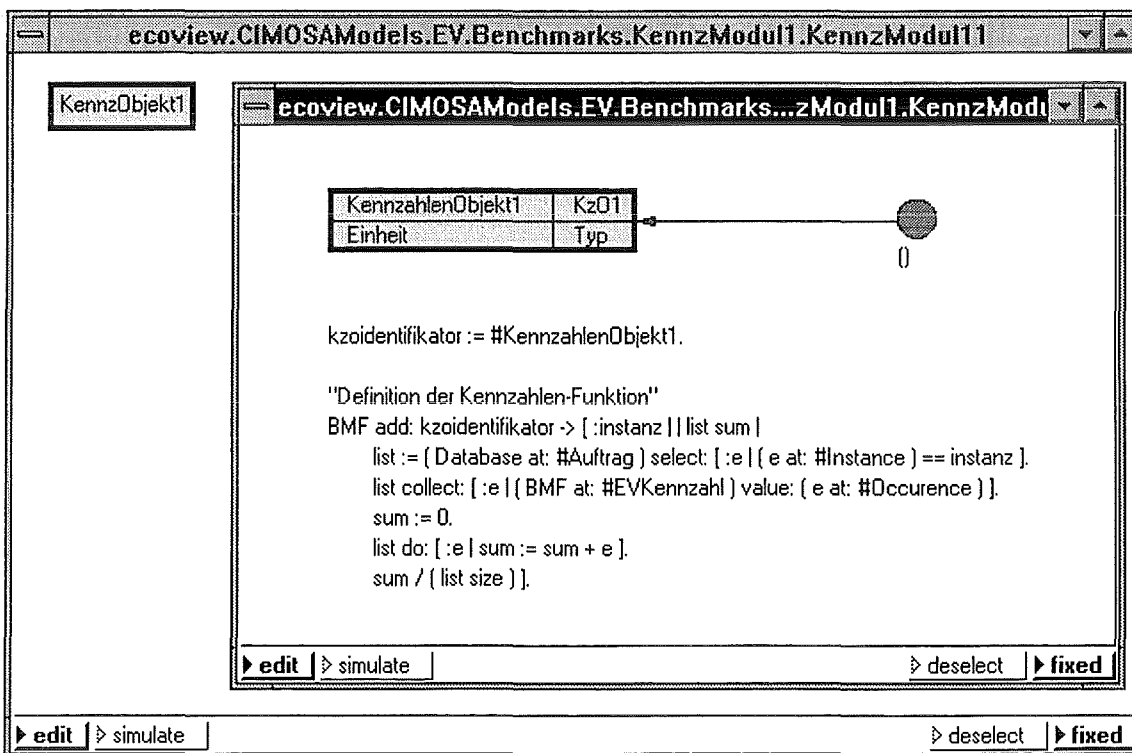 ecoview.CIMOSAModels.EV.Benchmarks.KennzModul1.KennzModul11
KennzObjekt1
ecoview.CIMOSAModels.EV.Benchmarks...zModul1.KennzModu
KennzahlenObjekt1 KzO1
Einheit Typ
()
kzoidentifikator := #KennzahlenObjekt1.
"Definition der Kennzahlen-Funktion"
BMF add: kzoidentifikator -> [ :instanz | | list sum |
list := ( Database at: #Auftrag ) select: [ :e | ( e at: #Instance ) == instanz ].
list collect: [ :e | ( BMF at: #EVKennzahl ) value: ( e at: #Occurence ) ].
sum := 0.
list do: [ :e | sum := sum + e ].
sum / ( list size ) ].
edit simulate deselect fixed
edit simulate deselect fixed